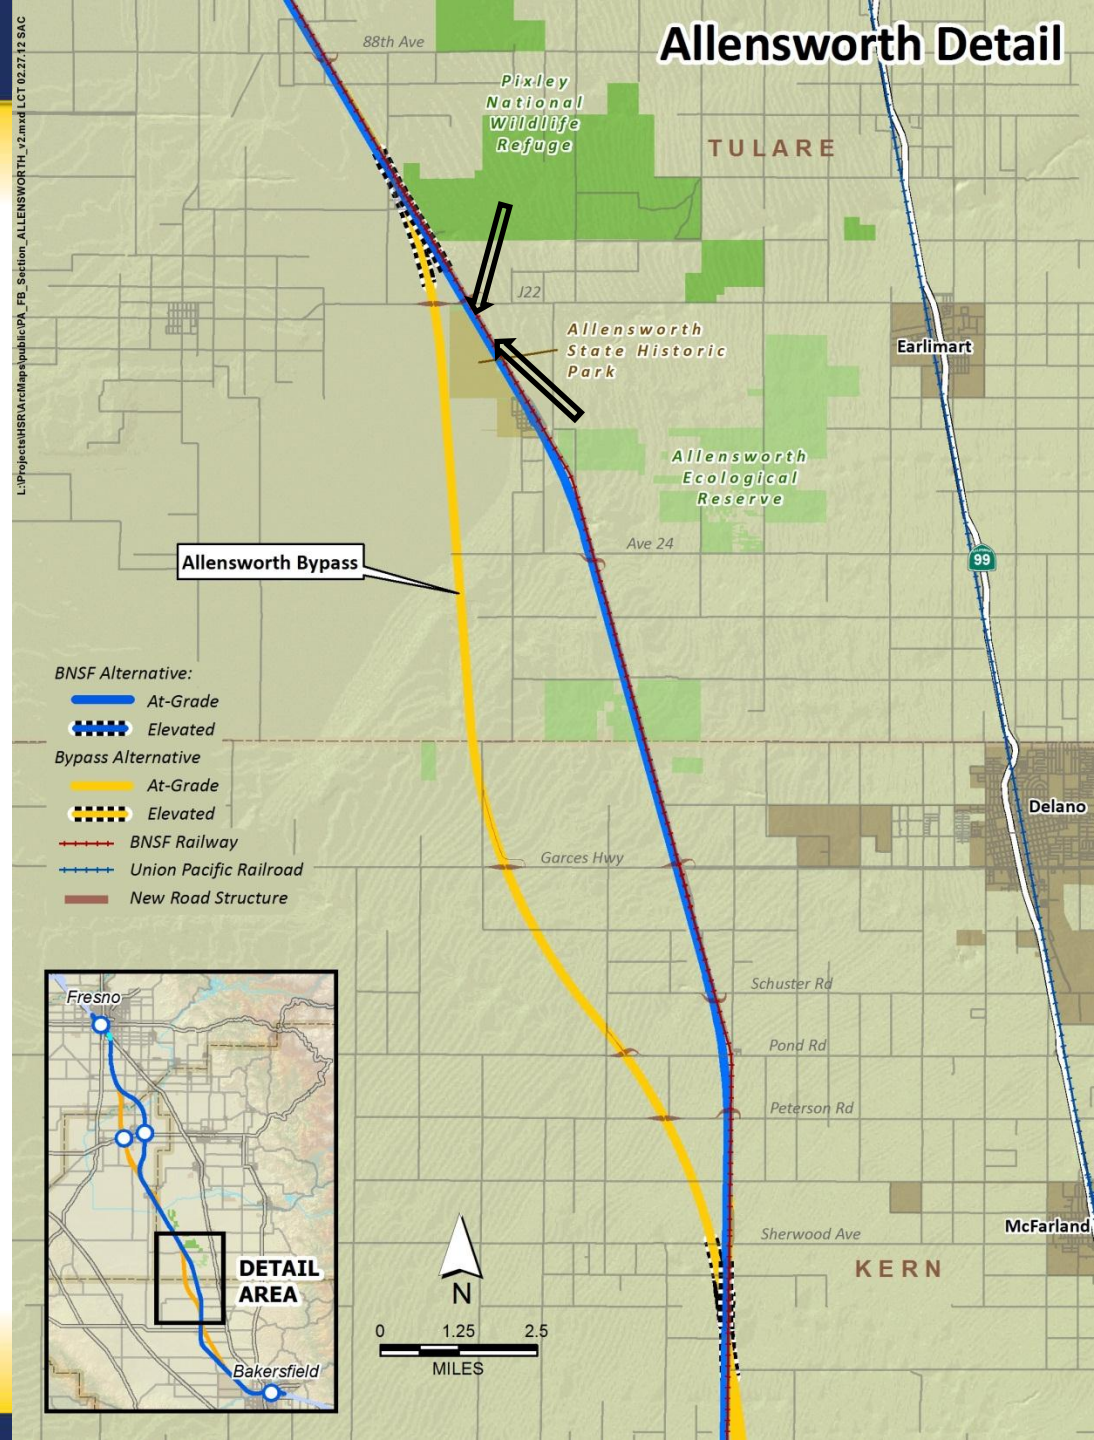 L:\Projects\HSR\ArcMaps\public\PA_FB_Section_ALLENSWORTH_v2.mxd LCT 02.27.12 SAC
Allensworth Detail
88th Ave
Pixley
National
Wildlife
Refuge
TULARE
J22
Allensworth
State Historic
Park
Earlimart
Allensworth
Ecological
Reserve
Ave 24
99
Allensworth Bypass
BNSF Alternative:
At-Grade
Elevated
Bypass Alternative
At-Grade
Elevated
BNSF Railway
Union Pacific Railroad
New Road Structure
Delano
Garces Hwy
Schuster Rd
Pond Rd
Peterson Rd
Sherwood Ave
McFarland
KERN
Fresno
DETAIL
AREA
Bakersfield
N
0 1.25 2.5
MILES